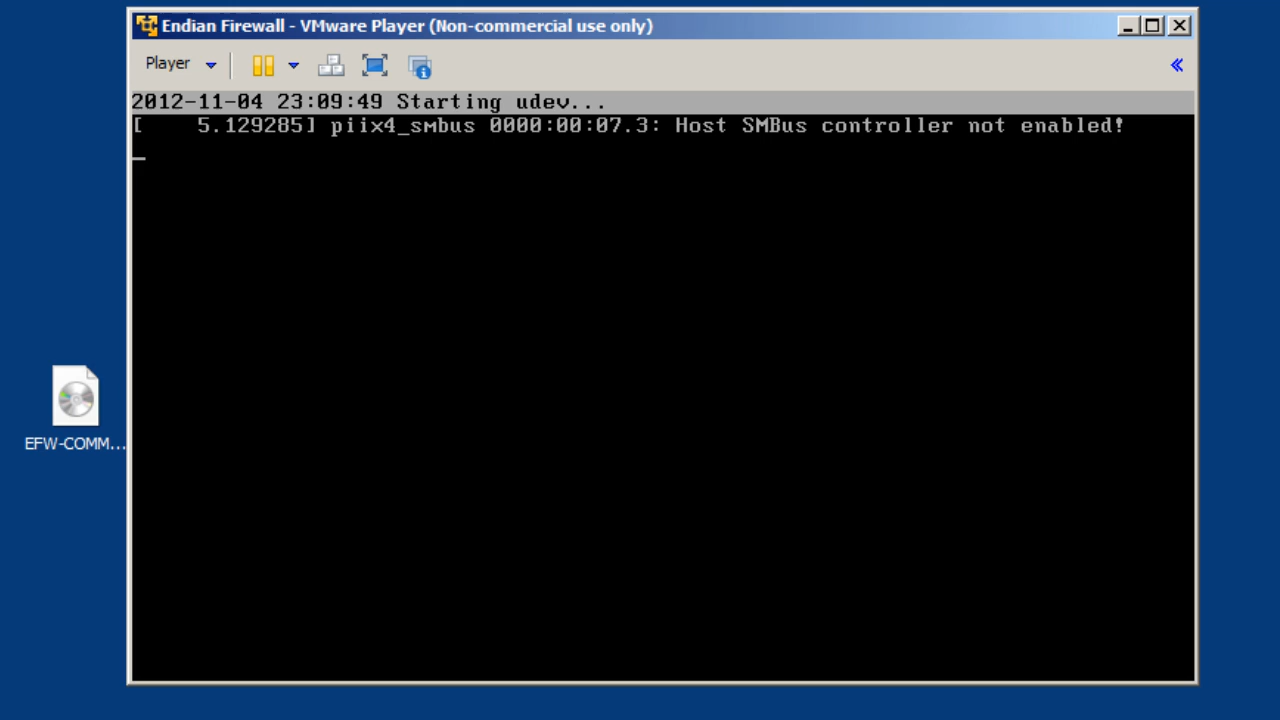 Endian Firewall - VMware Player (Non-commercial use only)
Player
2012-11-04 23:09:49 Starting udev...
[    5.129285] piix4_smbus 0000:00:07.3: Host SMBus controller not enabled!
EFW-COMM...